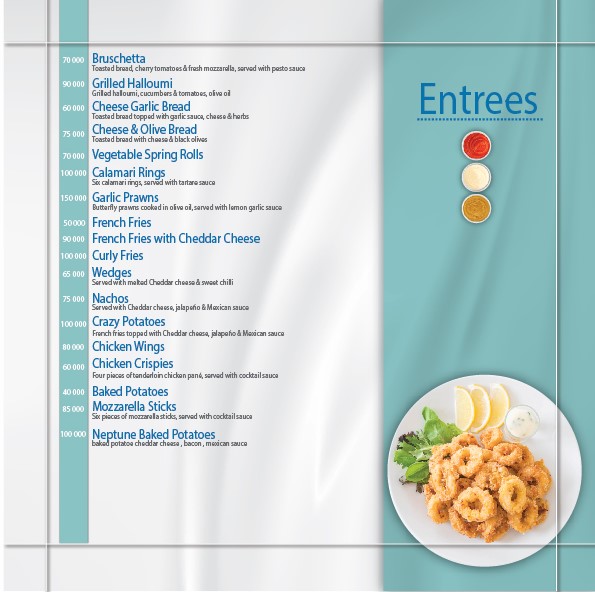 Entrees
70 000 Bruschetta
Toasted bread, cherry tomatoes & fresh mozzarella, served with pesto sauce
90 000 Grilled Halloumi
Grilled halloumi, cucumbers & tomatoes, olive oil
60 000 Cheese Garlic Bread
Toasted bread topped with garlic sauce, cheese & herbs
75 000 Cheese & Olive Bread
Toasted bread with cheese & black olives
70 000 Vegetable Spring Rolls
100 000 Calamari Rings
Six calamari rings, served with tartare sauce
150 000 Garlic Prawns
Butterfly prawns cooked in olive oil, served with lemon garlic sauce
50 000 French Fries
90 000 French Fries with Cheddar Cheese
100 000 Curly Fries
65 000 Wedges
Served with melted Cheddar cheese & sweet chilli
75 000 Nachos
Served with Cheddar cheese, jalapeño & Mexican sauce
100 000 Crazy Potatoes
French fries topped with Cheddar cheese, jalapeño & Mexican sauce
80 000 Chicken Wings
60 000 Chicken Crispies
Four pieces of tenderloin chicken pané, served with cocktail sauce
40 000 Baked Potatoes
85 000 Mozzarella Sticks
Six pieces of mozzarella sticks, served with cocktail sauce
100 000 Neptune Baked Potatoes
baked potatoe cheddar cheese , bacon , mexican sauce